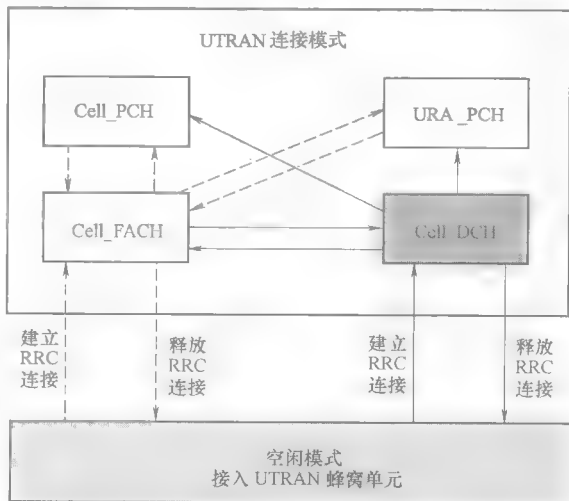 UTRAN 连接模式
Cell_PCH
URA_PCH
Cell_FACH
Cell_DCH
建立
RRC
连接
释放
RRC
连接
建立
RRC
连接
释放
RRC
连接
空闲模式
接入 UTRAN 蜂窝单元